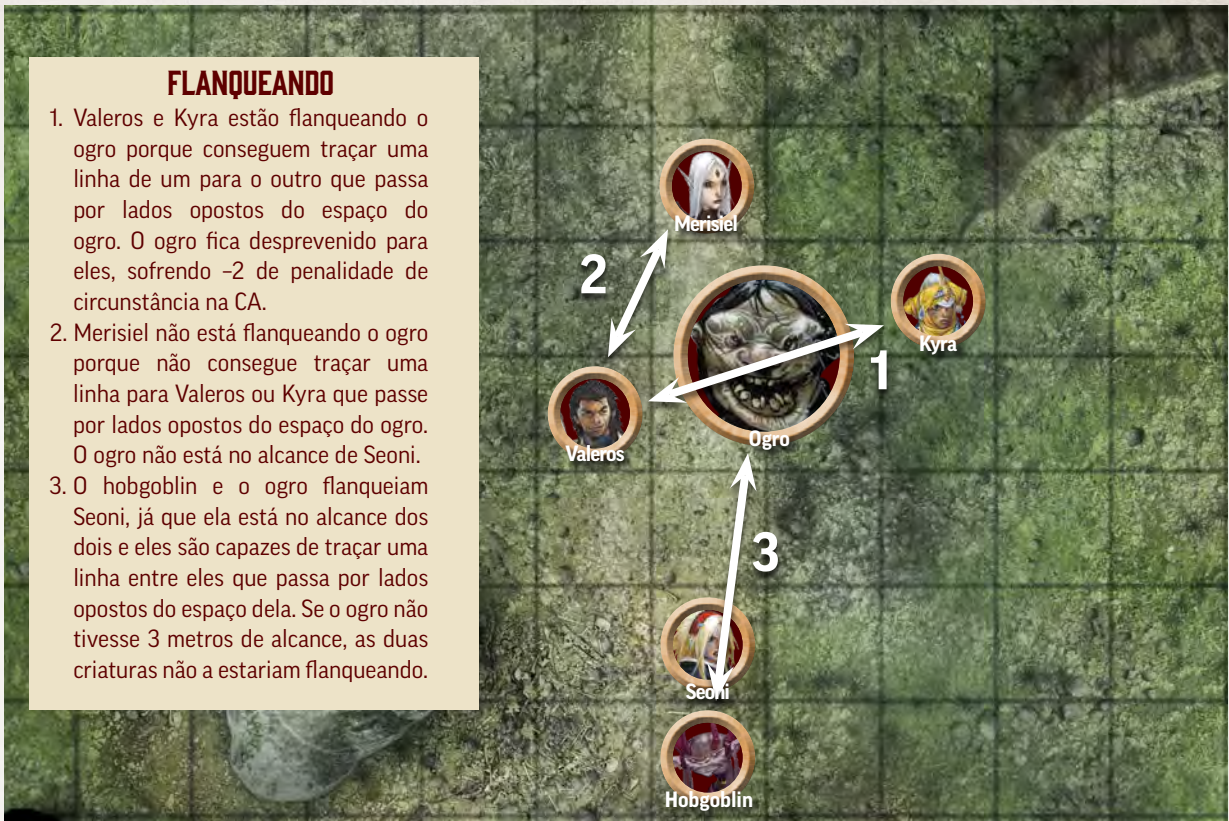 FLANQUEANDO
1. Valeros e Kyra estão flanqueando o
ogro porque conseguem traçar uma
linha de um para o outro que passa
por lados opostos do espaço do
ogro. O ogro fica desprevenido para
eles, sofrendo –2 de penalidade de
circunstância na CA.
2. Merisiel não está flanqueando o ogro
porque não consegue traçar uma
linha para Valeros ou Kyra que passe
por lados opostos do espaço do ogro.
O ogro não está no alcance de Seoni.
3. O hobgoblin e o ogro flanqueiam
Seoni, já que ela está no alcance dos
dois e eles são capazes de traçar uma
linha entre eles que passa por lados
opostos do espaço dela. Se o ogro não
tivesse 3 metros de alcance, as duas
criaturas não a estariam flanqueando.
Merisiel
2
Kyra
1
Valeros
Ogro
3
Seoni
Hobgoblin